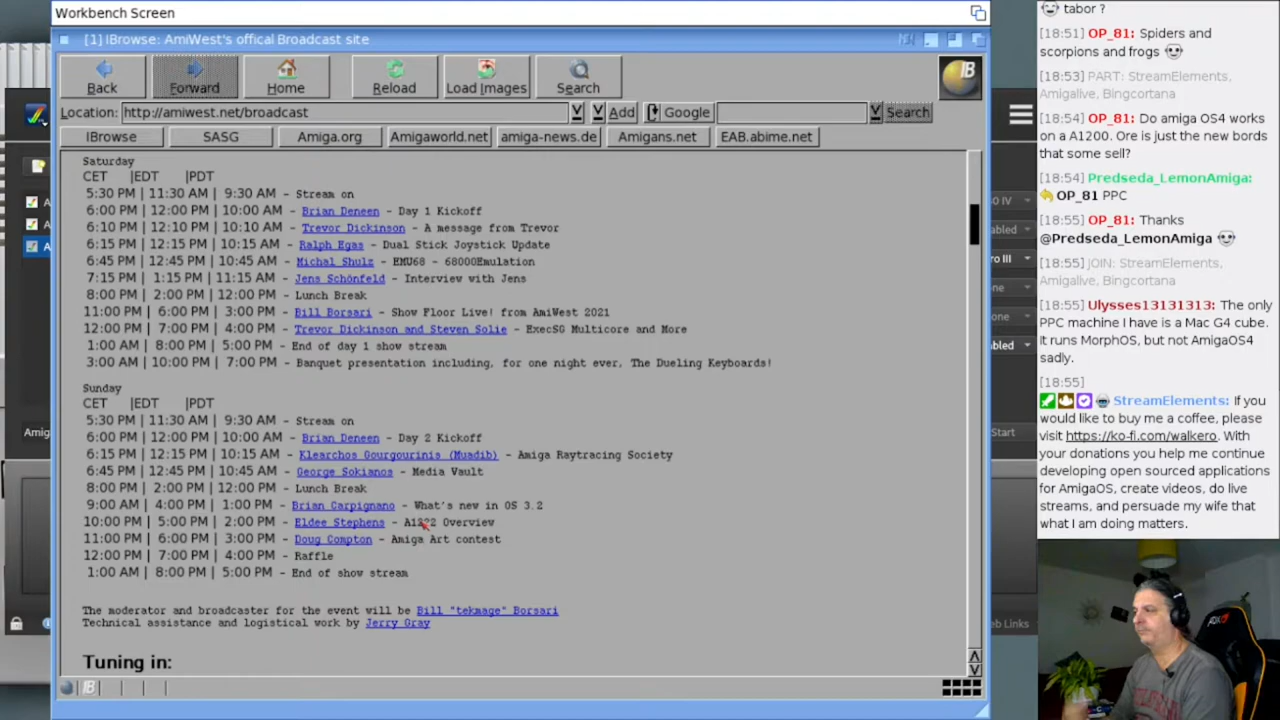 Workbench Screen
[1] IBrowse: AmiWest's offical Broadcast site
Back
Forward
Home
Reload
Load Images
Search
Location: http://amiwest.net/broadcast
Add
Google
Search
IBrowse
SASG
Amiga.org
Amigaworld.net
amiga-news.de
Amigans.net
EAB.abime.net
Saturday
CET |EDT |PDT
5:30 PM | 11:30 AM | 9:30 AM - Stream on
6:00 PM | 12:00 PM | 10:00 AM - Brian Deneen - Day 1 Kickoff
6:10 PM | 12:10 PM | 10:10 AM - Trevor Dickinson - A message from Trevor
6:15 PM | 12:15 PM | 10:15 AM - Ralph Egas - Dual Stick Joystick Update
6:45 PM | 12:45 PM | 10:45 AM - Michal Shulz - EMU68 - 68000Emulation
7:15 PM | 1:15 PM | 11:15 AM - Jens Schönfeld - Interview with Jens
8:00 PM | 2:00 PM | 12:00 PM - Lunch Break
11:00 PM | 6:00 PM | 3:00 PM - Bill Borsari - Show Floor Live! from AmiWest 2021
12:00 PM | 7:00 PM | 4:00 PM - Trevor Dickinson and Steven Solie - ExecSG Multicore and More
1:00 AM | 8:00 PM | 5:00 PM - End of day 1 show stream
3:00 AM | 10:00 PM | 7:00 PM - Banquet presentation including, for one night ever, The Dueling Keyboards!
Sunday
CET |EDT |PDT
5:30 PM | 11:30 AM | 9:30 AM - Stream on
6:00 PM | 12:00 PM | 10:00 AM - Brian Deneen - Day 2 Kickoff
6:15 PM | 12:15 PM | 10:15 AM - Klearchos Gourgourinis (Muadib) - Amiga Raytracing Society
6:45 PM | 12:45 PM | 10:45 AM - George Sokianos - Media Vault
8:00 PM | 2:00 PM | 12:00 PM - Lunch Break
9:00 AM | 4:00 PM | 1:00 PM - Brian Carpignano - What's new in OS 3.2
10:00 PM | 5:00 PM | 2:00 PM - Eldee Stephens - A1222 Overview
11:00 PM | 6:00 PM | 3:00 PM - Doug Compton - Amiga Art contest
12:00 PM | 7:00 PM | 4:00 PM - Raffle
1:00 AM | 8:00 PM | 5:00 PM - End of show stream
The moderator and broadcaster for the event will be Bill "tekmage" Borsari
Technical assistance and logistical work by Jerry Gray
Tuning in:
tabor ?
[18:51] OP_81: Spiders and
scorpions and frogs
[18:53] PART: StreamElements,
Amigalive, Bingcortana
[18:54] OP_81: Do amiga OS4 works
on a A1200. Ore is just the new bords
that some sell?
[18:54] Predseda_LemonAmiga:
OP_81 PPC
[18:55] OP_81: Thanks
@Predseda_LemonAmiga
[18:55] JOIN: StreamElements,
Amigalive, Bingcortana
[18:55] Ulysses13131313: The only
PPC machine I have is a Mac G4 cube.
It runs MorphOS, but not AmigaOS4
sadly.
[18:55]
StreamElements: If you
would like to buy me a coffee, please
visit https://ko-fi.com/walkero. With
your donations you help me continue
developing open sourced applications
for AmigaOS, create videos, do live
streams, and persuade my wife that
what I am doing matters.